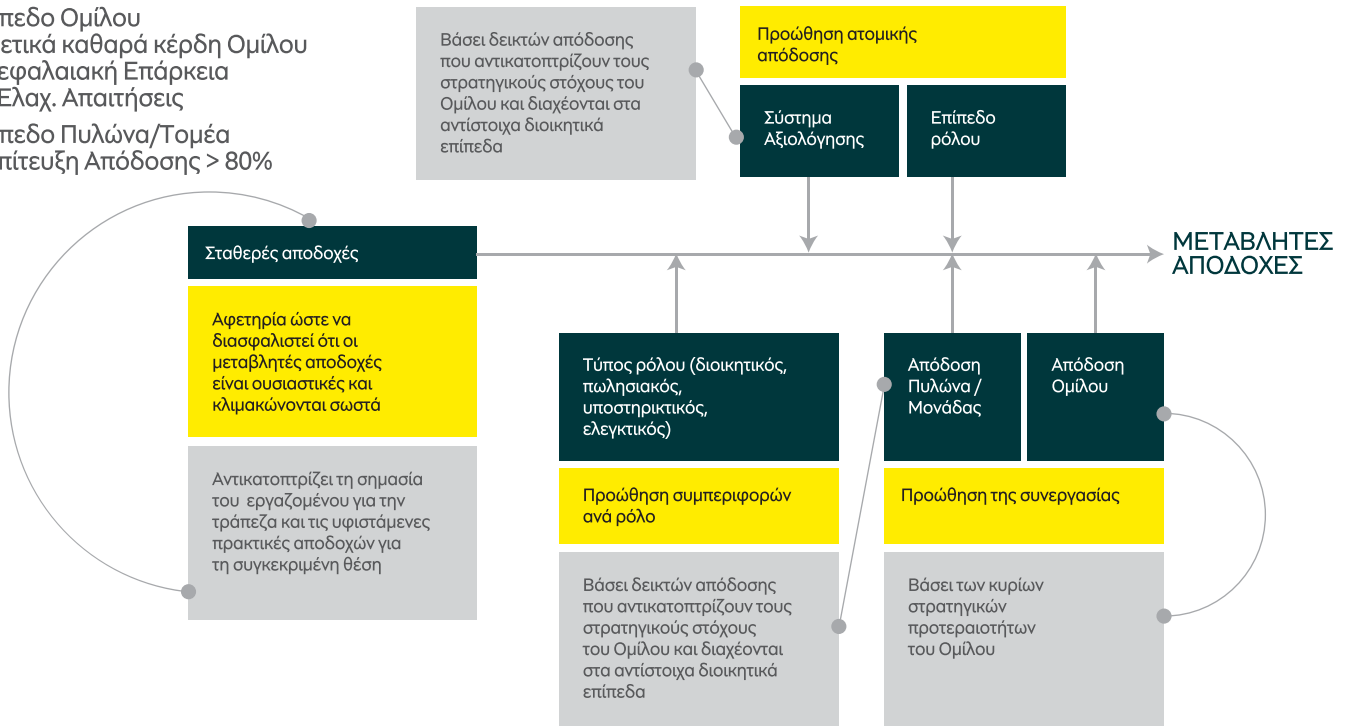 πεδο Ομίλου
ετικά καθαρά κέρδη Ομίλου
εφαλαιακή Επάρκεια
Ελαχ. Απαιτήσεις
πεδο Πυλώνα/Τομέα
πίτευξη Απόδοσης > 80%
Βάσει δεικτών απόδοσης
που αντικατοπτρίζουν τους
στρατηγικούς στόχους του
Ομίλου και διαχέονται στα
αντίστοιχα διοικητικά
επίπεδα
Προώθηση ατομικής
απόδοσης
Σύστημα
Αξιολόγησης
Επίπεδο
ρόλου
Σταθερές αποδοχές
ΜΕΤΑΒΛΗΤΕΣ
ΑΠΟΔΟΧΕΣ
Αφετηρία ώστε να
διασφαλιστεί ότι οι
μεταβλητές αποδοχές
είναι ουσιαστικές και
κλιμακώνονται σωστά
Αντικατοπτρίζει τη σημασία
του εργαζομένου για την
τράπεζα και τις υφιστάμενες
πρακτικές αποδοχών για
τη συγκεκριμένη θέση
Τύπος ρόλου (διοικητικός,
πωλησιακός,
υποστηρικτικός,
ελεγκτικός)
Προώθηση συμπεριφορών
ανά ρόλο
Βάσει δεικτών απόδοσης
που αντικατοπτρίζουν τους
στρατηγικούς στόχους
του Ομίλου και διαχέονται
στα αντίστοιχα διοικητικά
επίπεδα
Απόδοση
Πυλώνα /
Μονάδας
Απόδοση
Ομίλου
Προώθηση της συνεργασίας
Βάσει των κυρίων
στρατηγικών
προτεραιοτήτων
του Ομίλου